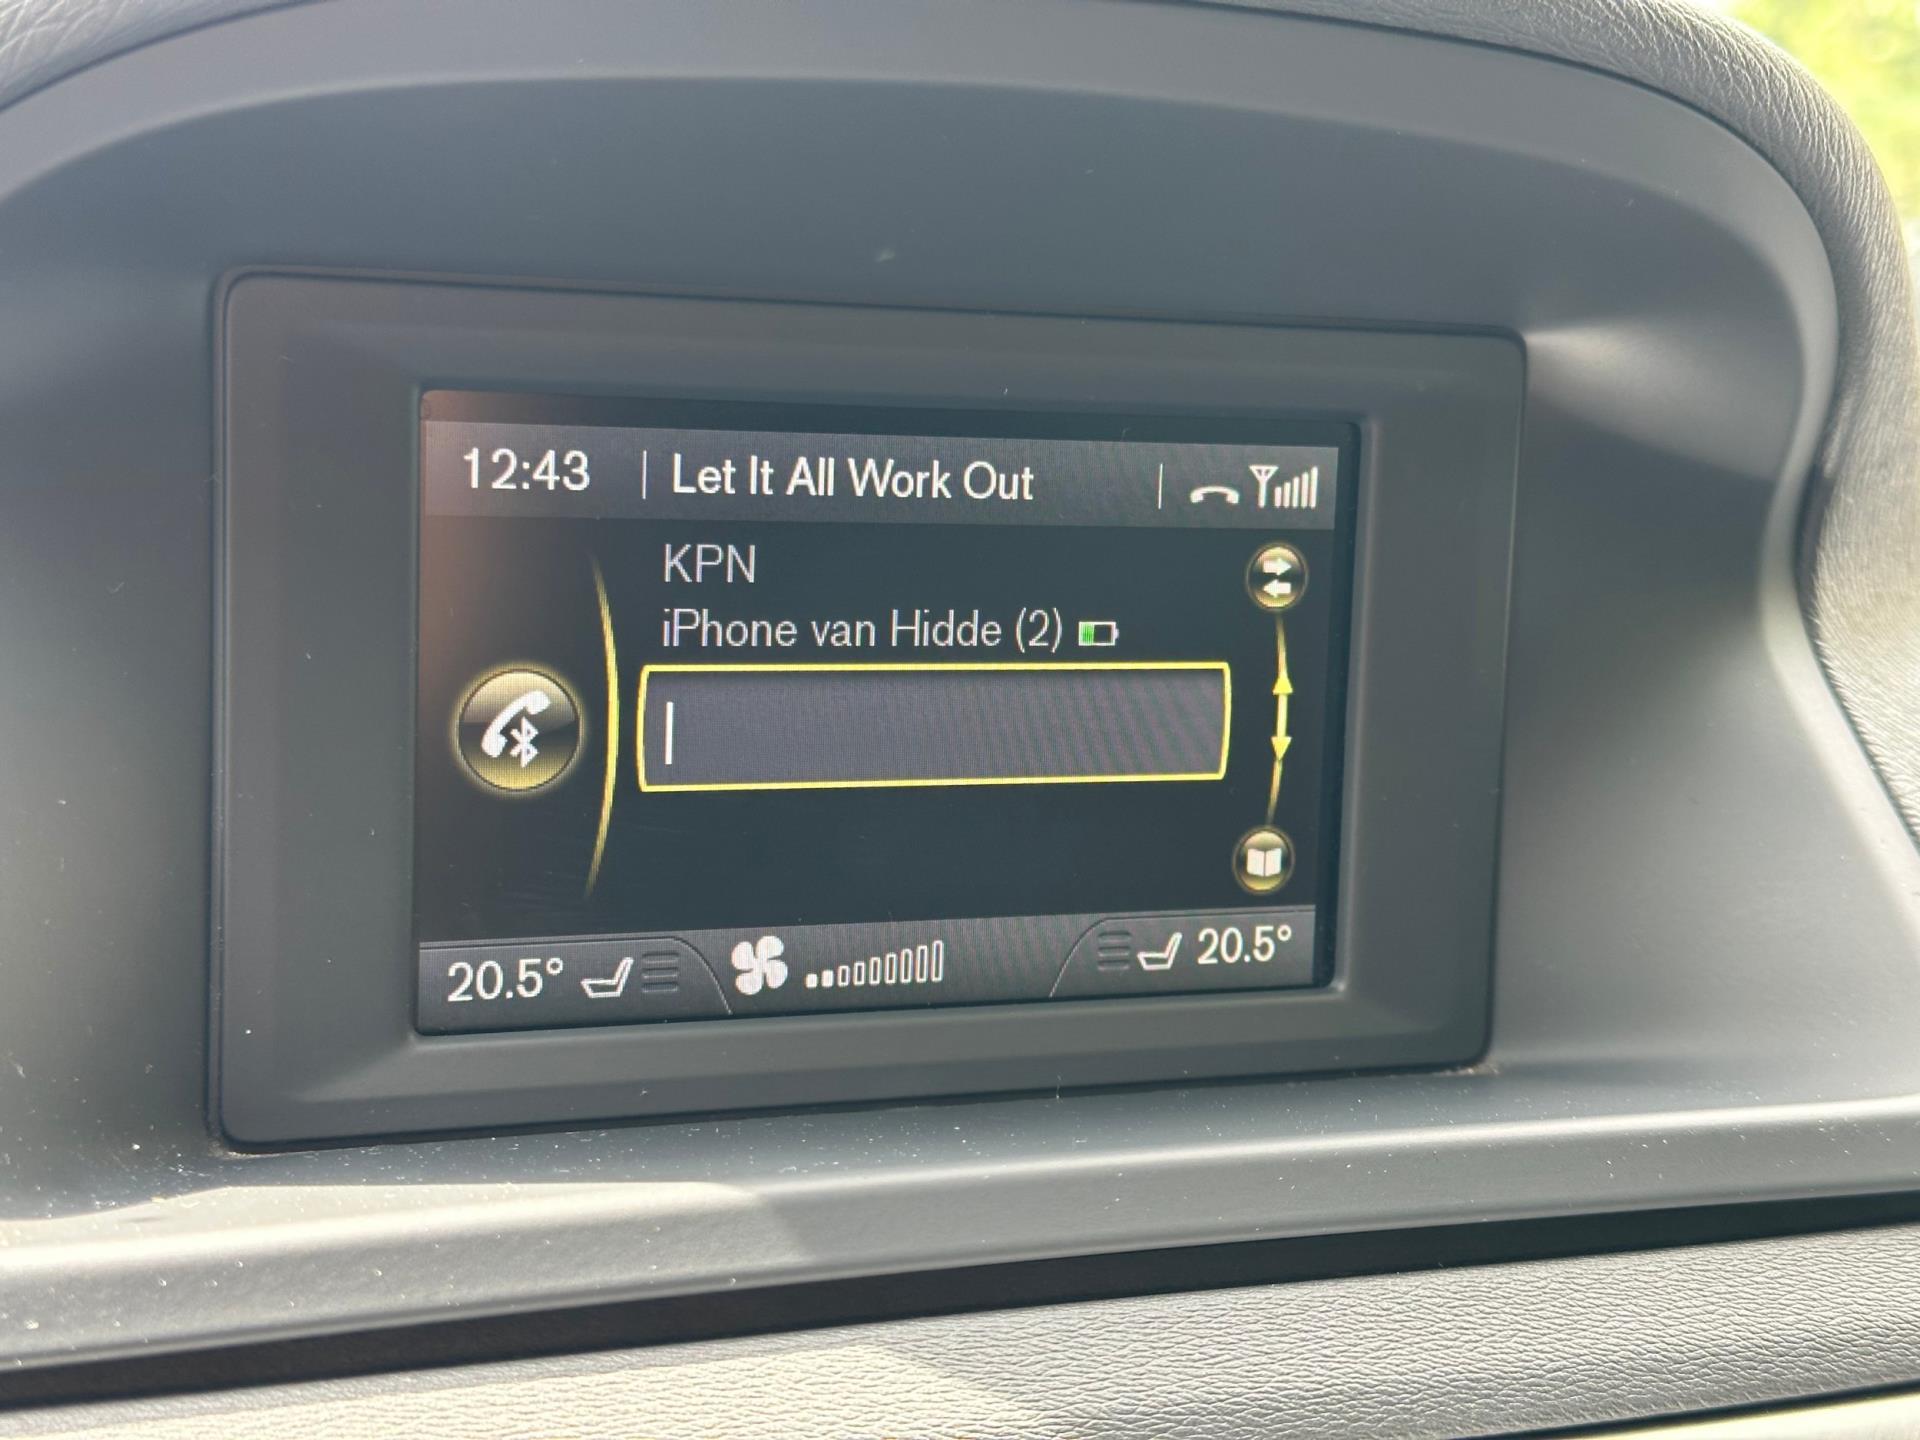 12:43 | Let It All Work Out
KPN
iPhone van Hidde (2)
20.5° 20.5°